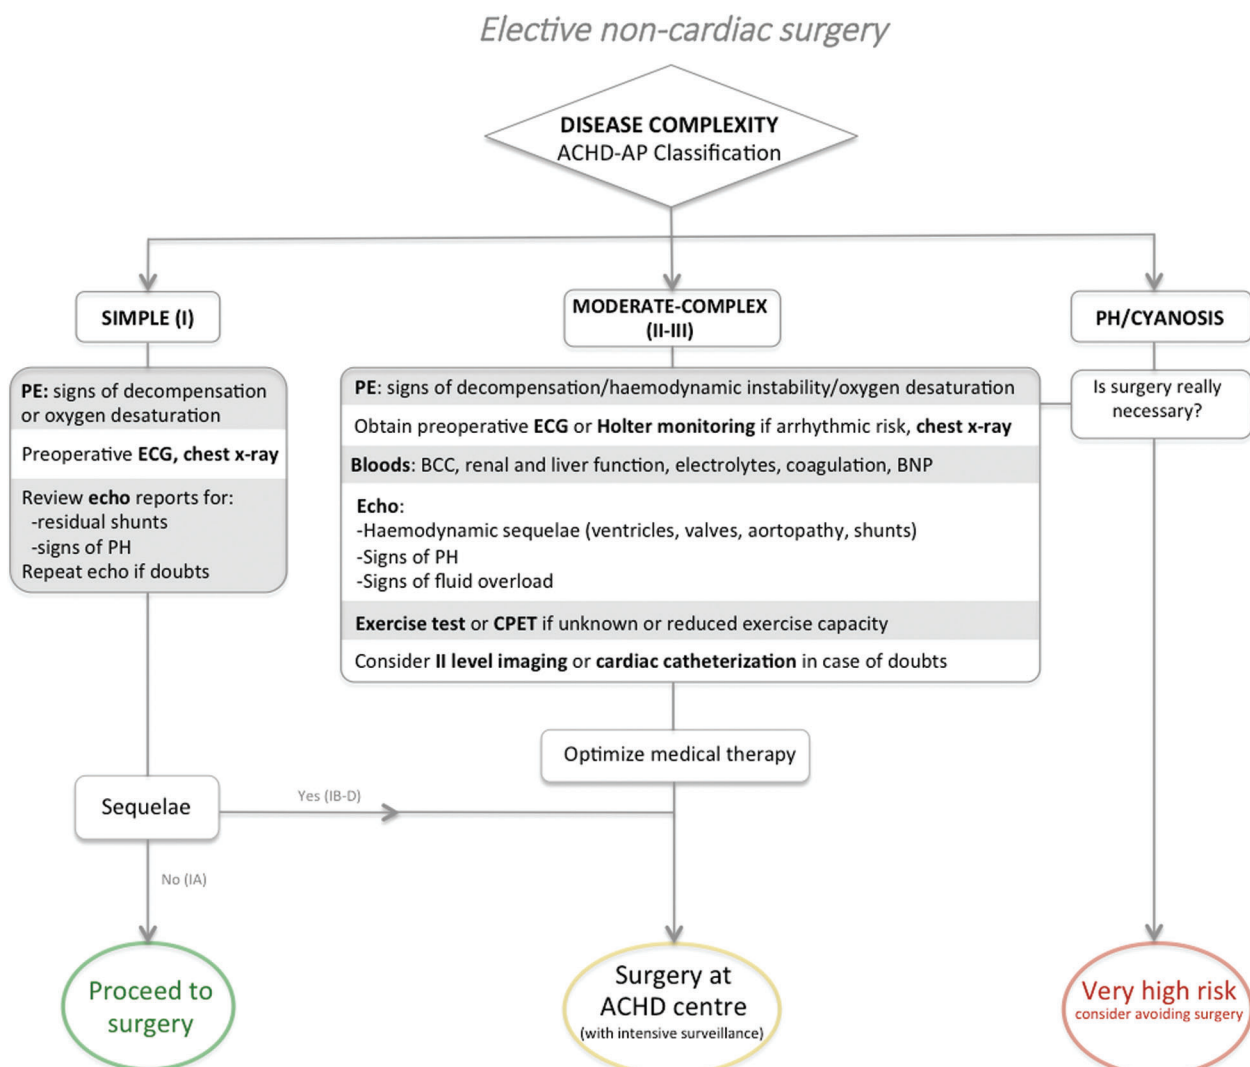 Elective non-cardiac surgery
DISEASE COMPLEXITY
ACHD-AP Classification
SIMPLE (I)
PE: signs of decompensation
or oxygen desaturation
Preoperative ECG, chest x-ray
Review echo reports for:
-residual shunts
-signs of PH
Repeat echo if doubts
Sequelae
Yes (IB-D)
No (IA)
Proceed to
surgery
MODERATE-COMPLEX
(II-III)
PE: signs of decompensation/haemodynamic instability/oxygen desaturation
Obtain preoperative ECG or Holter monitoring if arrhythmic risk, chest x-ray
Bloods: BCC, renal and liver function, electrolytes, coagulation, BNP
Echo:
-Haemodynamic sequelae (ventricles, valves, aortopathy, shunts)
-Signs of PH
-Signs of fluid overload
Exercise test or CPET if unknown or reduced exercise capacity
Consider II level imaging or cardiac catheterization in case of doubts
Optimize medical therapy
Surgery at
ACHD centre
(with intensive surveillance)
PH/CYANOSIS
Is surgery really
necessary?
Very high risk
consider avoiding surgery